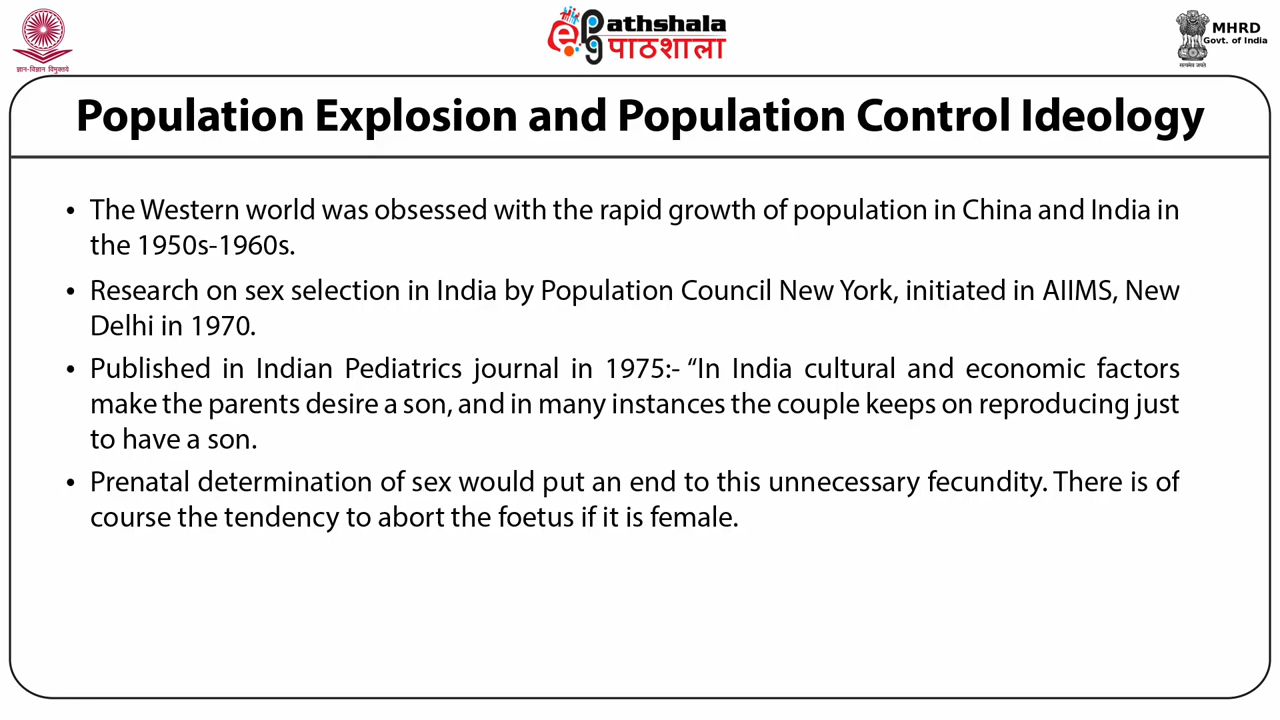 ज्ञान-विज्ञान विमुक्तये
ePG athshala
पाठशाला
MHRD
Govt. of India
सत्यमेव जयते
Population Explosion and Population Control Ideology
• The Western world was obsessed with the rapid growth of population in China and India in
the 1950s-1960s.
• Research on sex selection in India by Population Council New York, initiated in AIIMS, New
Delhi in 1970.
• Published in Indian Pediatrics journal in 1975:- “In India cultural and economic factors
make the parents desire a son, and in many instances the couple keeps on reproducing just
to have a son.
• Prenatal determination of sex would put an end to this unnecessary fecundity. There is of
course the tendency to abort the foetus if it is female.